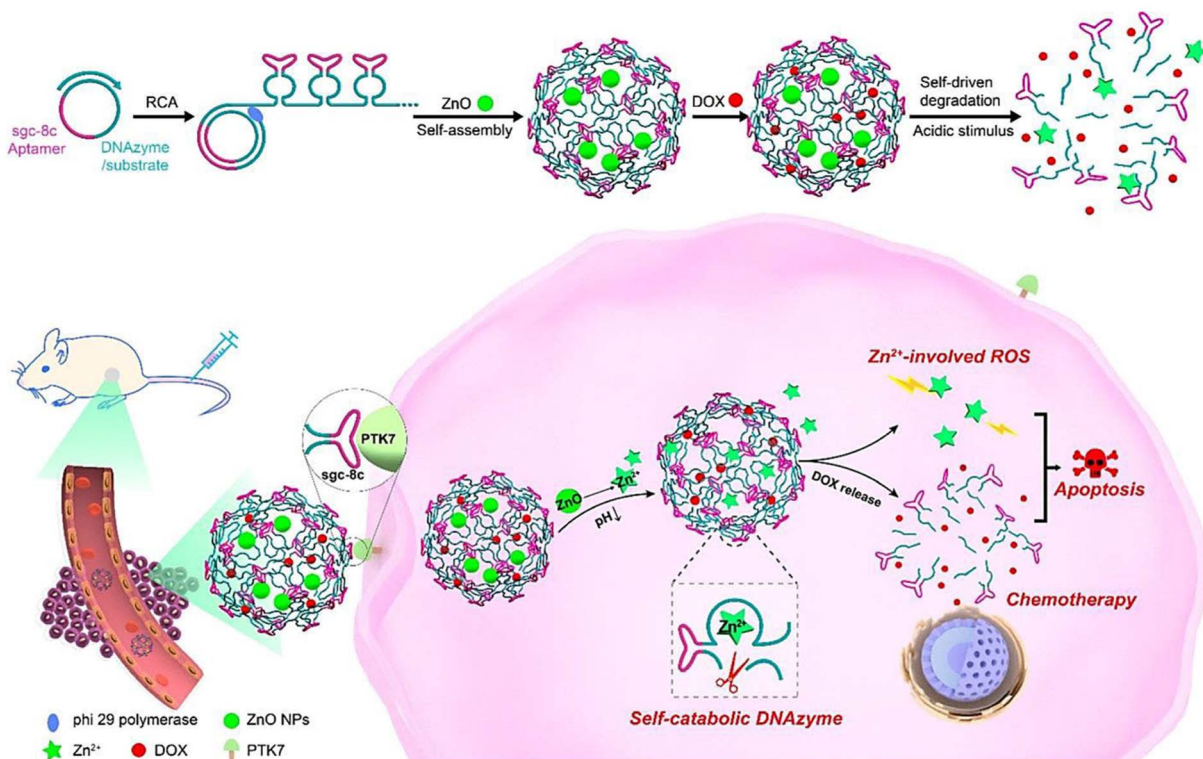 sgc-8c
Aptamer
DNAzyme
/substrate
RCA
ZnO
Self-assembly
DOX
Self-driven
degradation
Acidic stimulus
PTK7
sgc-8c
ZnO
Zn²⁺
pH↓
DOX release
Zn²⁺-involved ROS
Apoptosis
Chemotherapy
Zn²⁺
Self-catabolic DNAzyme
phi 29 polymerase
ZnO NPs
Zn²⁺
DOX
PTK7